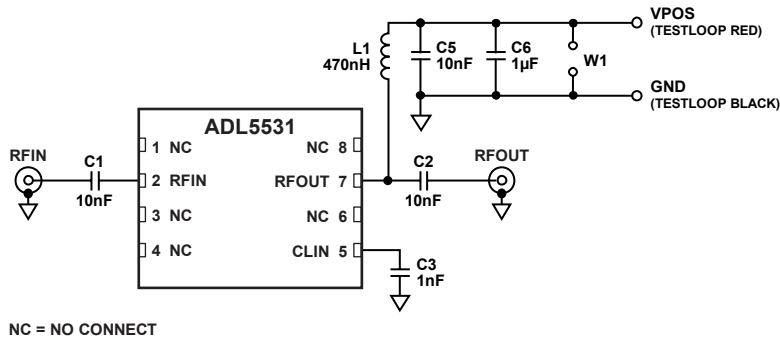 VPOS
(TESTLOOP RED)
L1
470nH
C5
10nF
C6
1µF
W1
GND
(TESTLOOP BLACK)
ADL5531
RFIN
C1
10nF
1 NC
NC 8
2 RFIN
RFOUT 7
C2
10nF
RFOUT
3 NC
NC 6
4 NC
CLIN 5
C3
1nF
NC = NO CONNECT